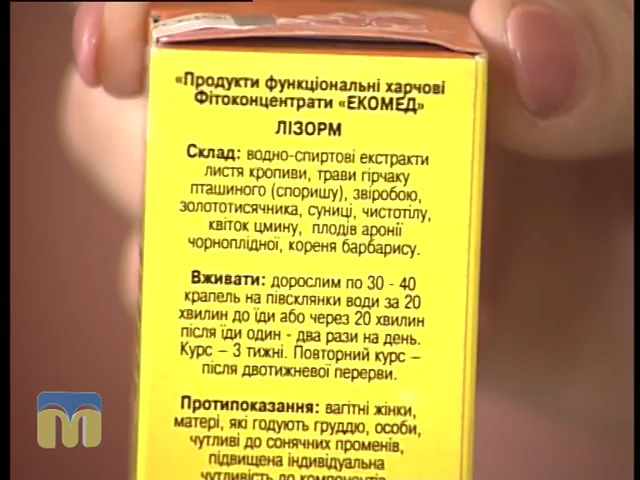 «Продукти функціональні харчові
Фітоконцентрати «ЕКОМЕД»
ЛІЗОРМ
Склад: водно-спиртові екстракти
листя кропиви, трави гірчаку
пташиного (споришу), звіробою,
золототисячника, суниці, чистотілу,
квіток цмину, плодів аронії
чорноплідної, кореня барбарису.
Вживати: дорослим по 30 - 40
крапель на півсклянки води за 20
хвилин до їди або через 20 хвилин
після їди один - два рази на день.
Курс – 3 тижні. Повторний курс –
після двотижневої перерви.
Протипоказання: вагітні жінки,
матері, які годують груддю, особи,
чутливі до сонячних променів,
підвищена індивідуальна
чутливість до компонентів